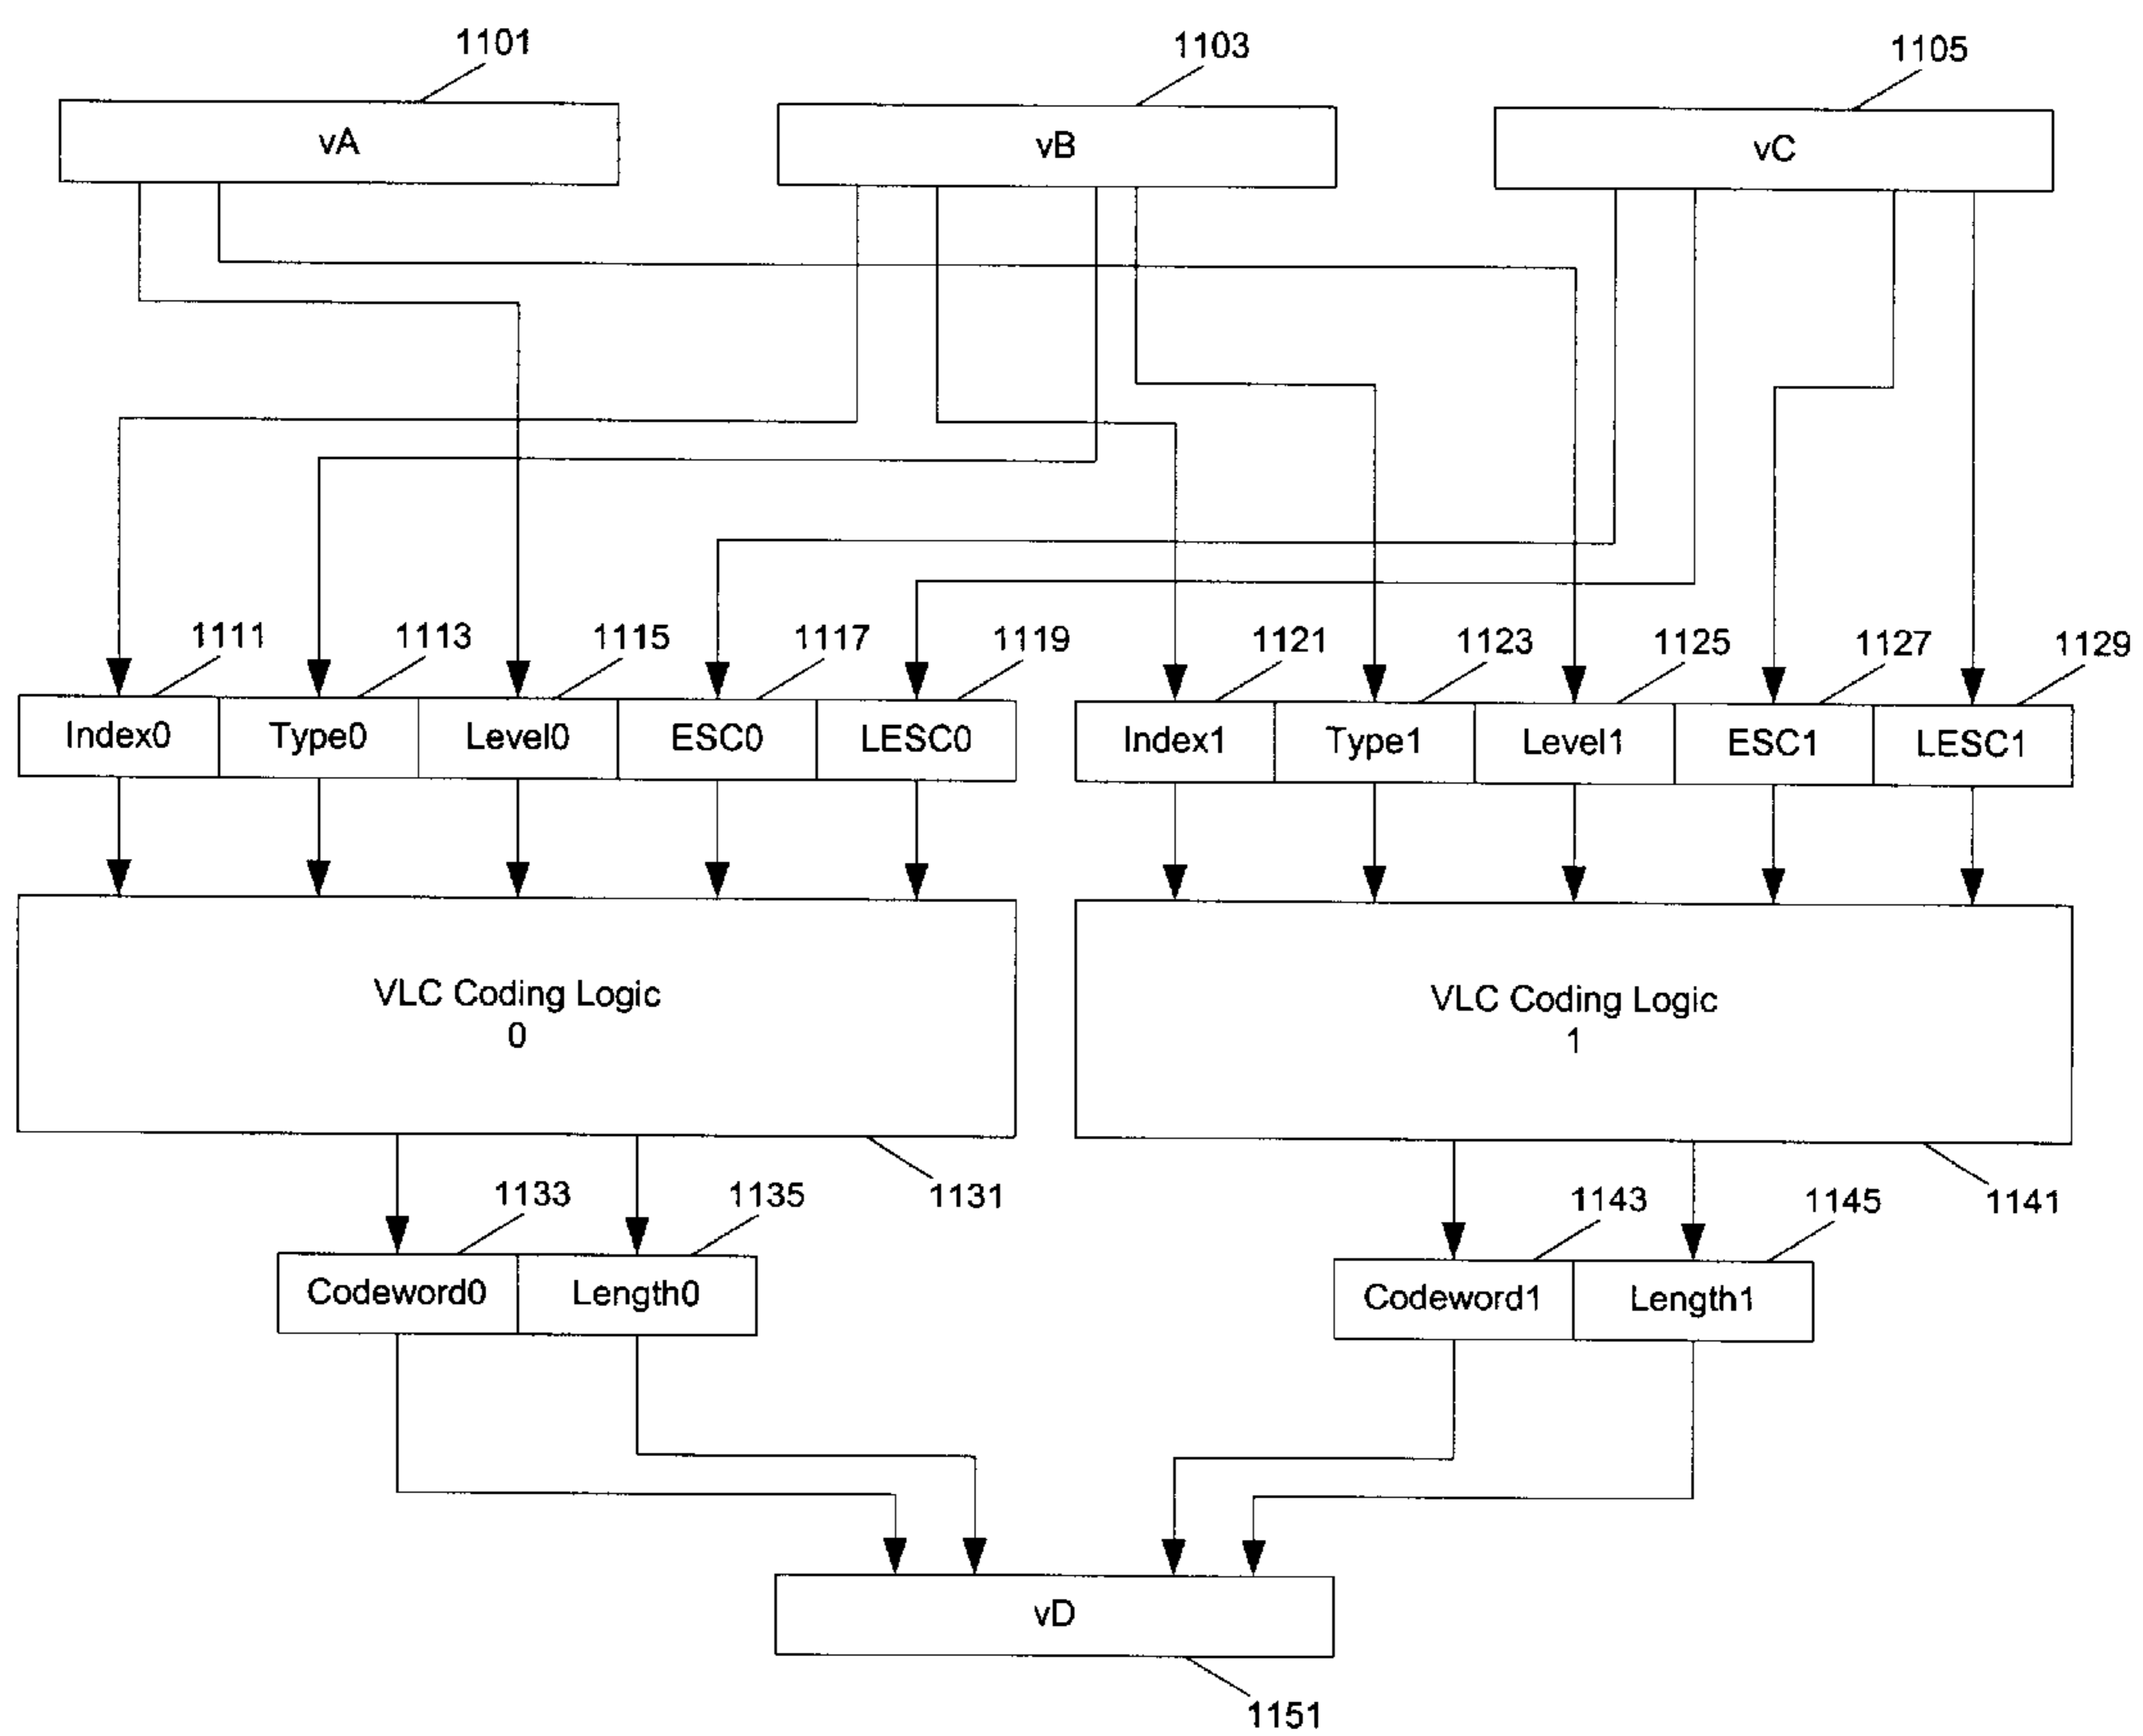 1101
1103
1105
vA
vB
vC
1111
1113
1115
1117
1119
1121
1123
1125
1127
1129
Index0
Type0
Level0
ESC0
LESC0
Index1
Type1
Level1
ESC1
LESC1
VLC Coding Logic
0
VLC Coding Logic
1
1131
1141
1133
1135
1143
1145
Codeword0
Length0
Codeword1
Length1
vD
1151